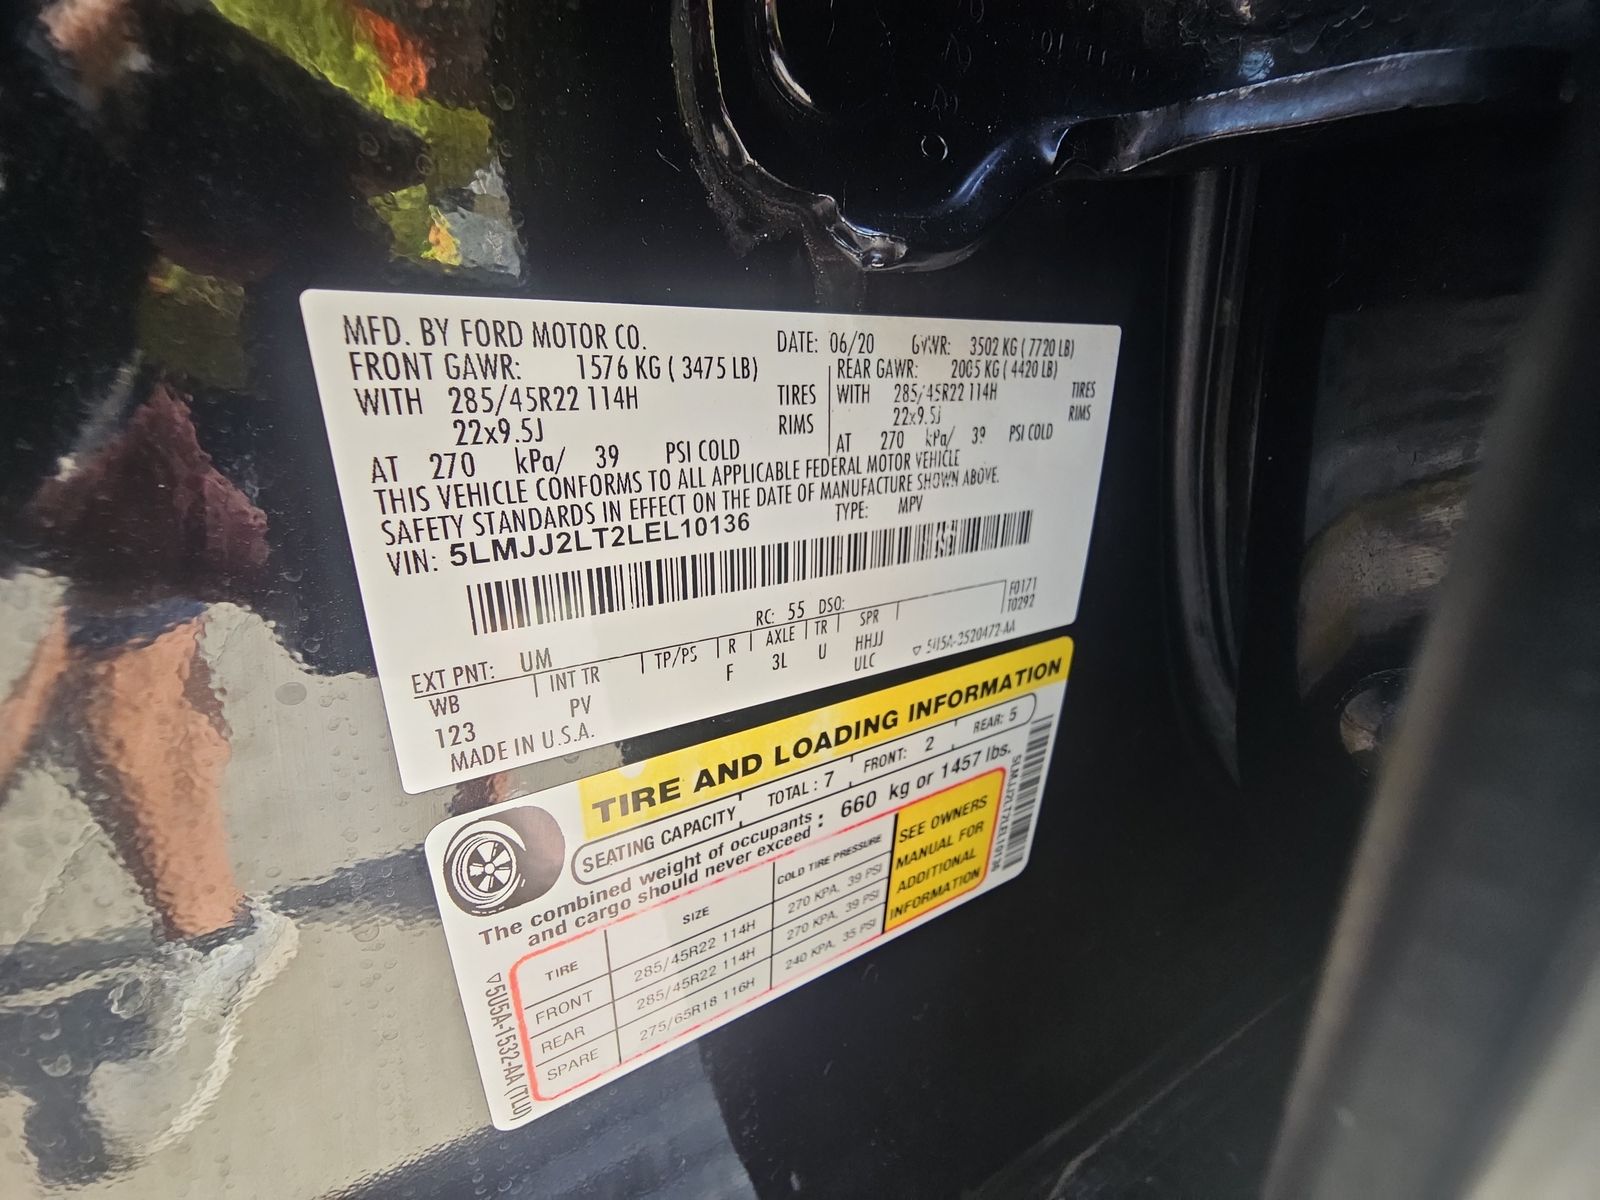 MFD. BY FORD MOTOR CO. DATE: 06/20 GVWR: 3502 KG ( 7720 LB)
FRONT GAWR: 1576 KG ( 3475 LB) REAR GAWR: 2005 KG ( 4420 LB)
WITH 285/45R22 114H TIRES WITH 285/45R22 114H TIRES
22x9.5J RIMS 22x9.5J RIMS
AT 270 kPa/ 39 PSI COLD AT 270 kPa/ 39 PSI COLD
THIS VEHICLE CONFORMS TO ALL APPLICABLE FEDERAL MOTOR VEHICLE
SAFETY STANDARDS IN EFFECT ON THE DATE OF MANUFACTURE SHOWN ABOVE.
VIN: 5LMJJ2LT2LEL10136 TYPE: MPV
F0171
T0292
EXT PNT: UM RC: 55 DSO:
WB INT TR TP/PS R AXLE TR SPR
123 PV F 3L U HHJJ
ULC
MADE IN U.S.A. 5U5A-3520472-AA
TIRE AND LOADING INFORMATION
SEATING CAPACITY TOTAL : 7 FRONT: 2 REAR: 5
The combined weight of occupants and cargo should never exceed : 660 kg or 1457 lbs.
TIRE SIZE COLD TIRE PRESSURE
FRONT 285/45R22 114H 270 KPA, 39 PSI
REAR 285/45R22 114H 270 KPA, 39 PSI
SPARE 275/65R18 116H 240 KPA, 35 PSI
SEE OWNERS
MANUAL FOR
ADDITIONAL
INFORMATION
5LMJJ2LT2LEL10136
5U5A-1532-AA (TLU)